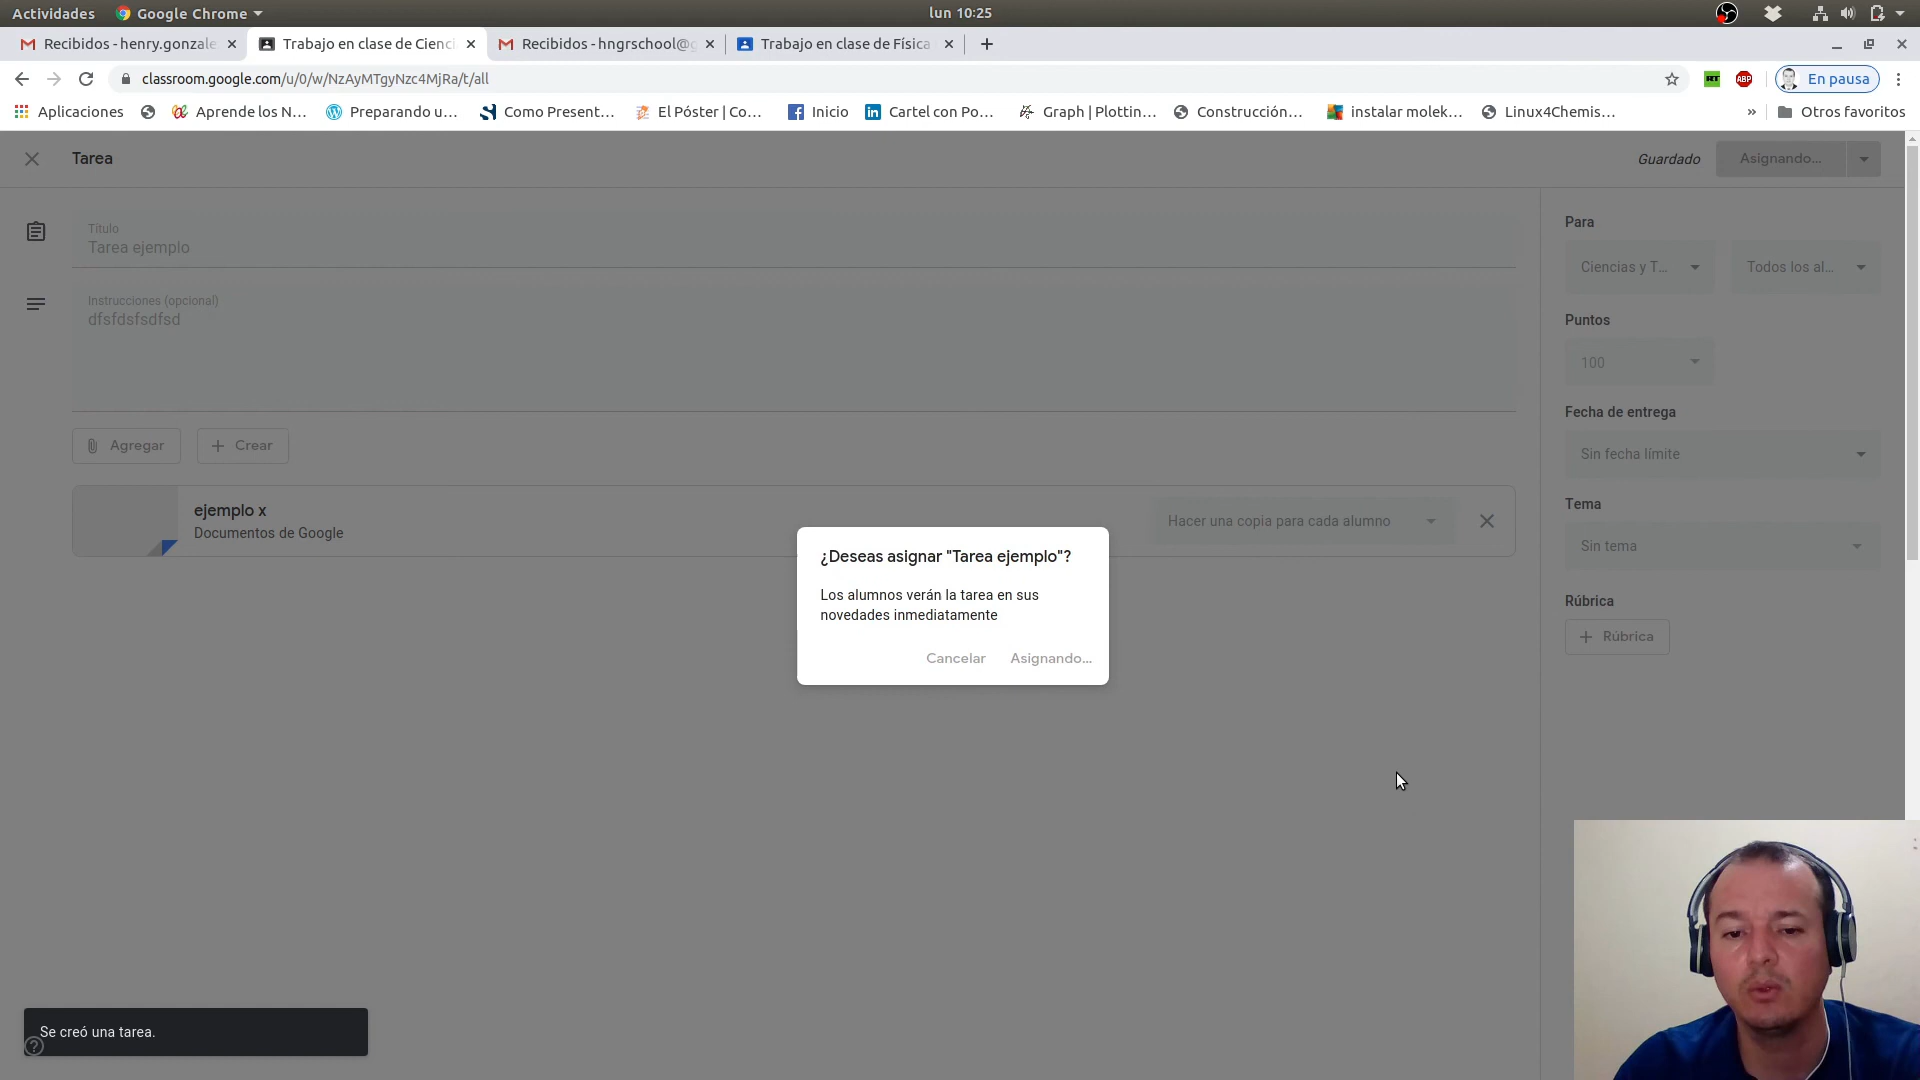 Actividades
Google Chrome
lun 10:25
Recibidos - henry.gonzale
Trabajo en clase de Cienci
Recibidos - hngrschool@g
Trabajo en clase de Física
classroom.google.com/u/0/w/NzAyMTgyNzc4MjRa/t/all
RT
ABP
En pausa
Aplicaciones
Aprende los N...
Preparando u...
Como Present...
El Póster | Co...
Inicio
Cartel con Po...
Graph | Plottin...
Construcción...
instalar molek...
Linux4Chemis...
»
Otros favoritos
Tarea
Guardado
Asignando...
Título
Tarea ejemplo
Instrucciones (opcional)
dfsfdsfsdfsd
Agregar
Crear
ejemplo x
Documentos de Google
Hacer una copia para cada alumno
Para
Ciencias y T...
Todos los al...
Puntos
100
Fecha de entrega
Sin fecha límite
Tema
Sin tema
Rúbrica
Rúbrica
¿Deseas asignar "Tarea ejemplo"?
Los alumnos verán la tarea en sus
novedades inmediatamente
Cancelar
Asignando...
Se creó una tarea.